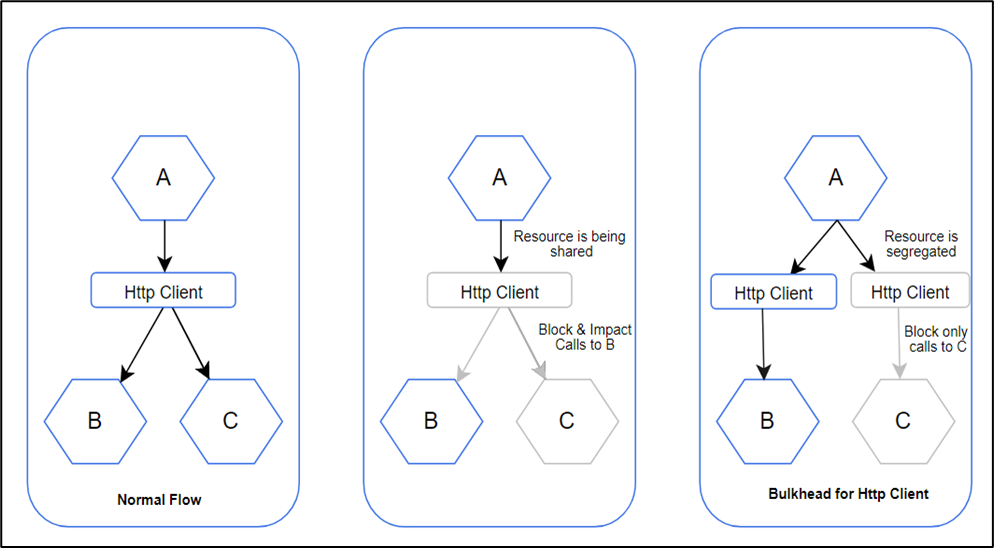 A
Http Client
B
C
Normal Flow
A
Resource is being
shared
Http Client
Block & Impact
Calls to B
B
C
A
Resource is
segregated
Http Client
Http Client
Block only
calls to C
B
C
Bulkhead for Http Client